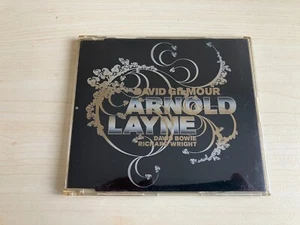 DAVID GILMOUR
ARNOLD
LAYNE
DAVID BOWIE
RICHARD WRIGHT